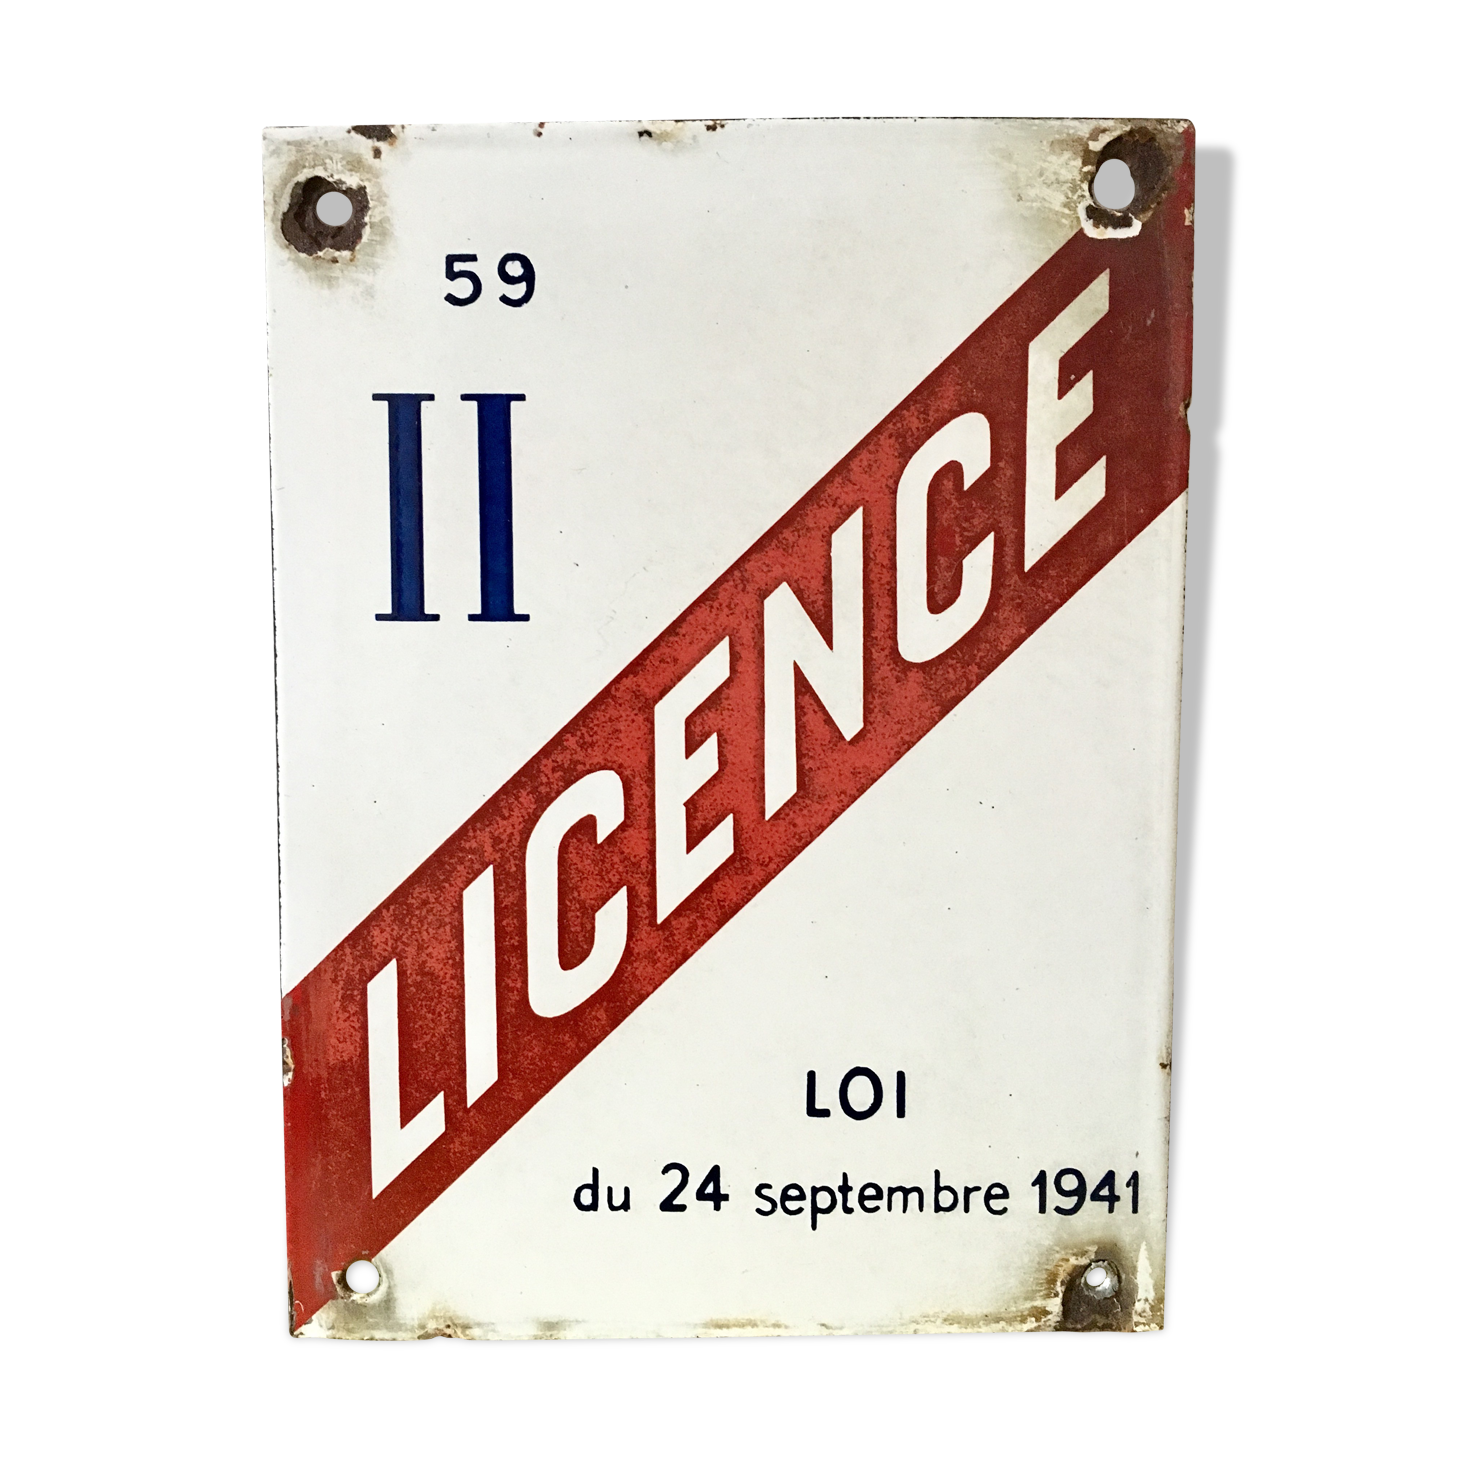 59
II
LICENCE
LOI
du 24 septembre 1941